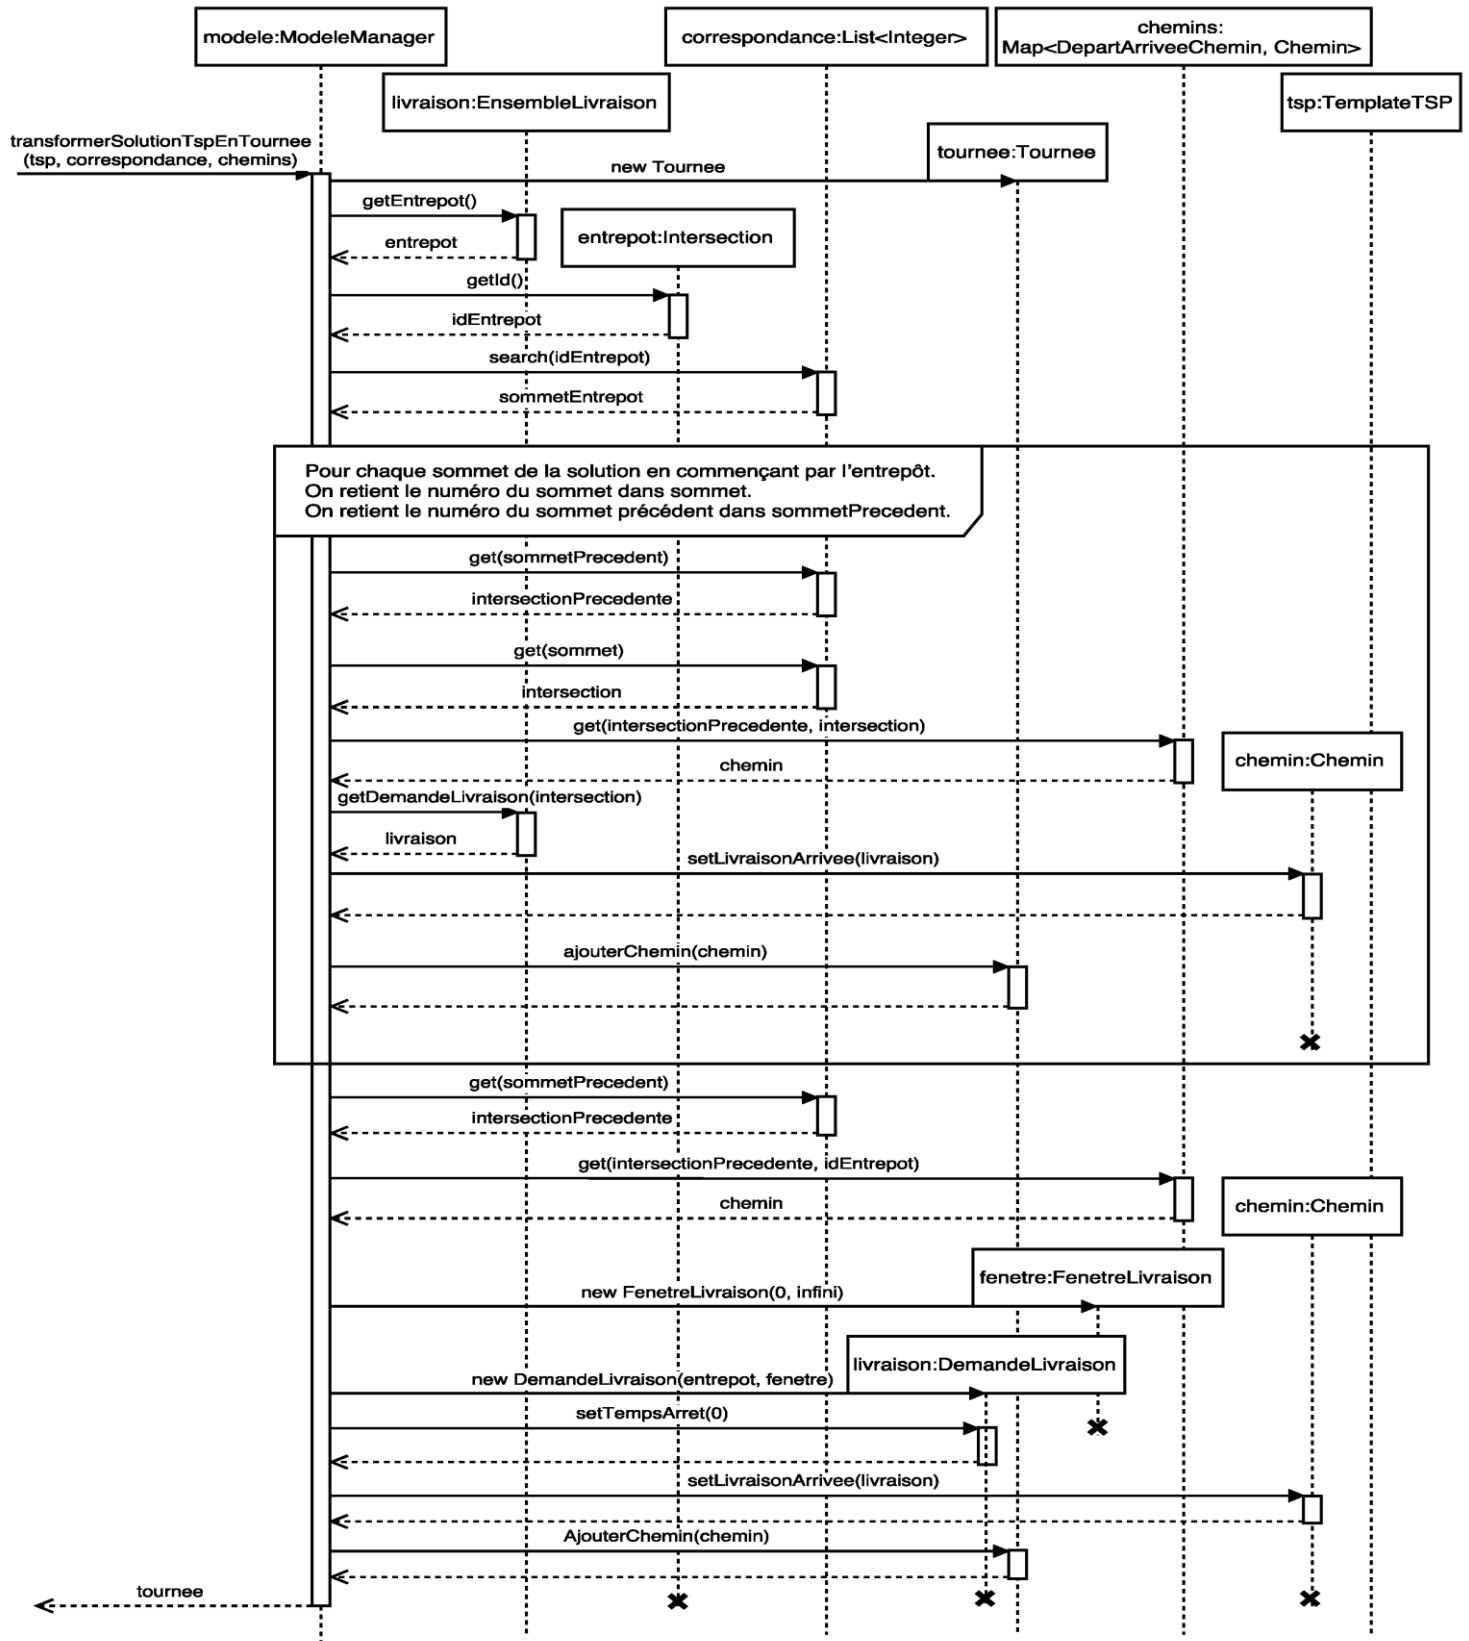 modele:ModeleManager
correspondance:List<Integer>
chemins:
Map<DepartArriveeChemin, Chemin>
livraison:EnsembleLivraison
tsp:TemplateTSP
transformerSolutionTspEnTournee
(tsp, correspondance, chemins)
tournee:Tournee
new Tournee
getEntrepot()
entrepot:Intersection
entrepot
getId()
idEntrepot
search(idEntrepot)
sommetEntrepot
Pour chaque sommet de la solution en commençant par l'entrepôt.
On retient le numéro du sommet dans sommet.
On retient le numéro du sommet précédent dans sommetPrecedent.
get(sommetPrecedent)
intersectionPrecedente
get(sommet)
intersection
get(intersectionPrecedente, intersection)
chemin:Chemin
chemin
getDemandeLivraison(intersection)
livraison
setLivraisonArrivee(livraison)
ajouterChemin(chemin)
get(sommetPrecedent)
intersectionPrecedente
get(intersectionPrecedente, idEntrepot)
chemin
chemin:Chemin
fenetre:FenetreLivraison
new FenetreLivraison(0, infini)
livraison:DemandeLivraison
new DemandeLivraison(entrepot, fenetre)
setTempsArret(0)
setLivraisonArrivee(livraison)
AjouterChemin(chemin)
tournee